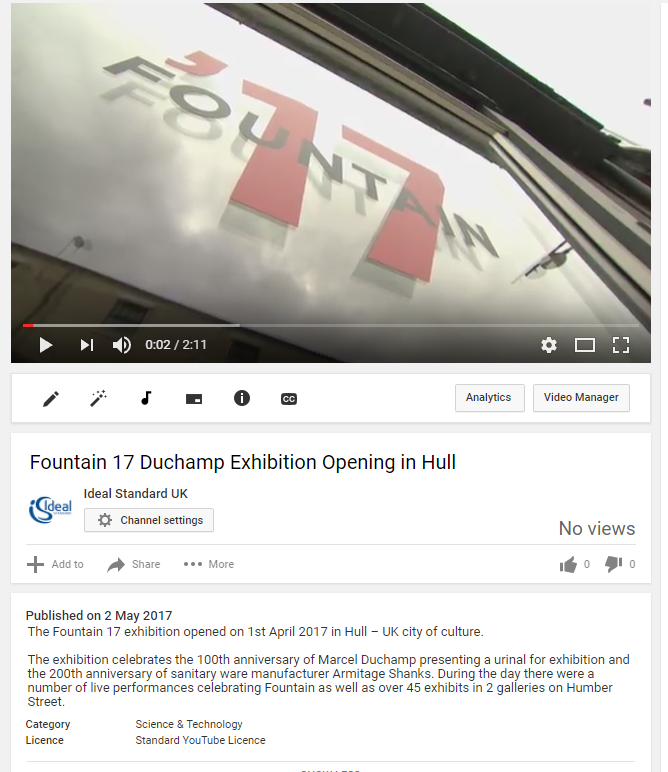 '17
FOUNTAIN
0:02 / 2:11
CC
Analytics
Video Manager
Fountain 17 Duchamp Exhibition Opening in Hull
Ideal
Ideal Standard UK
Channel settings
No views
Add to
Share
More
0
0
Published on 2 May 2017
The Fountain 17 exhibition opened on 1st April 2017 in Hull – UK city of culture.
The exhibition celebrates the 100th anniversary of Marcel Duchamp presenting a urinal for exhibition and
the 200th anniversary of sanitary ware manufacturer Armitage Shanks. During the day there were a
number of live performances celebrating Fountain as well as over 45 exhibits in 2 galleries on Humber
Street.
Category
Science & Technology
Licence
Standard YouTube Licence